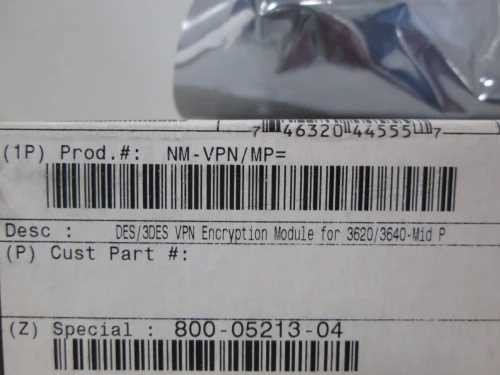 7 46320 44555 7
(1P) Prod.#: NM-VPN/MP=
Desc : DES/3DES VPN Encryption Module for 3620/3640-Mid P
(P) Cust Part #:
(Z) Special : 800-05213-04